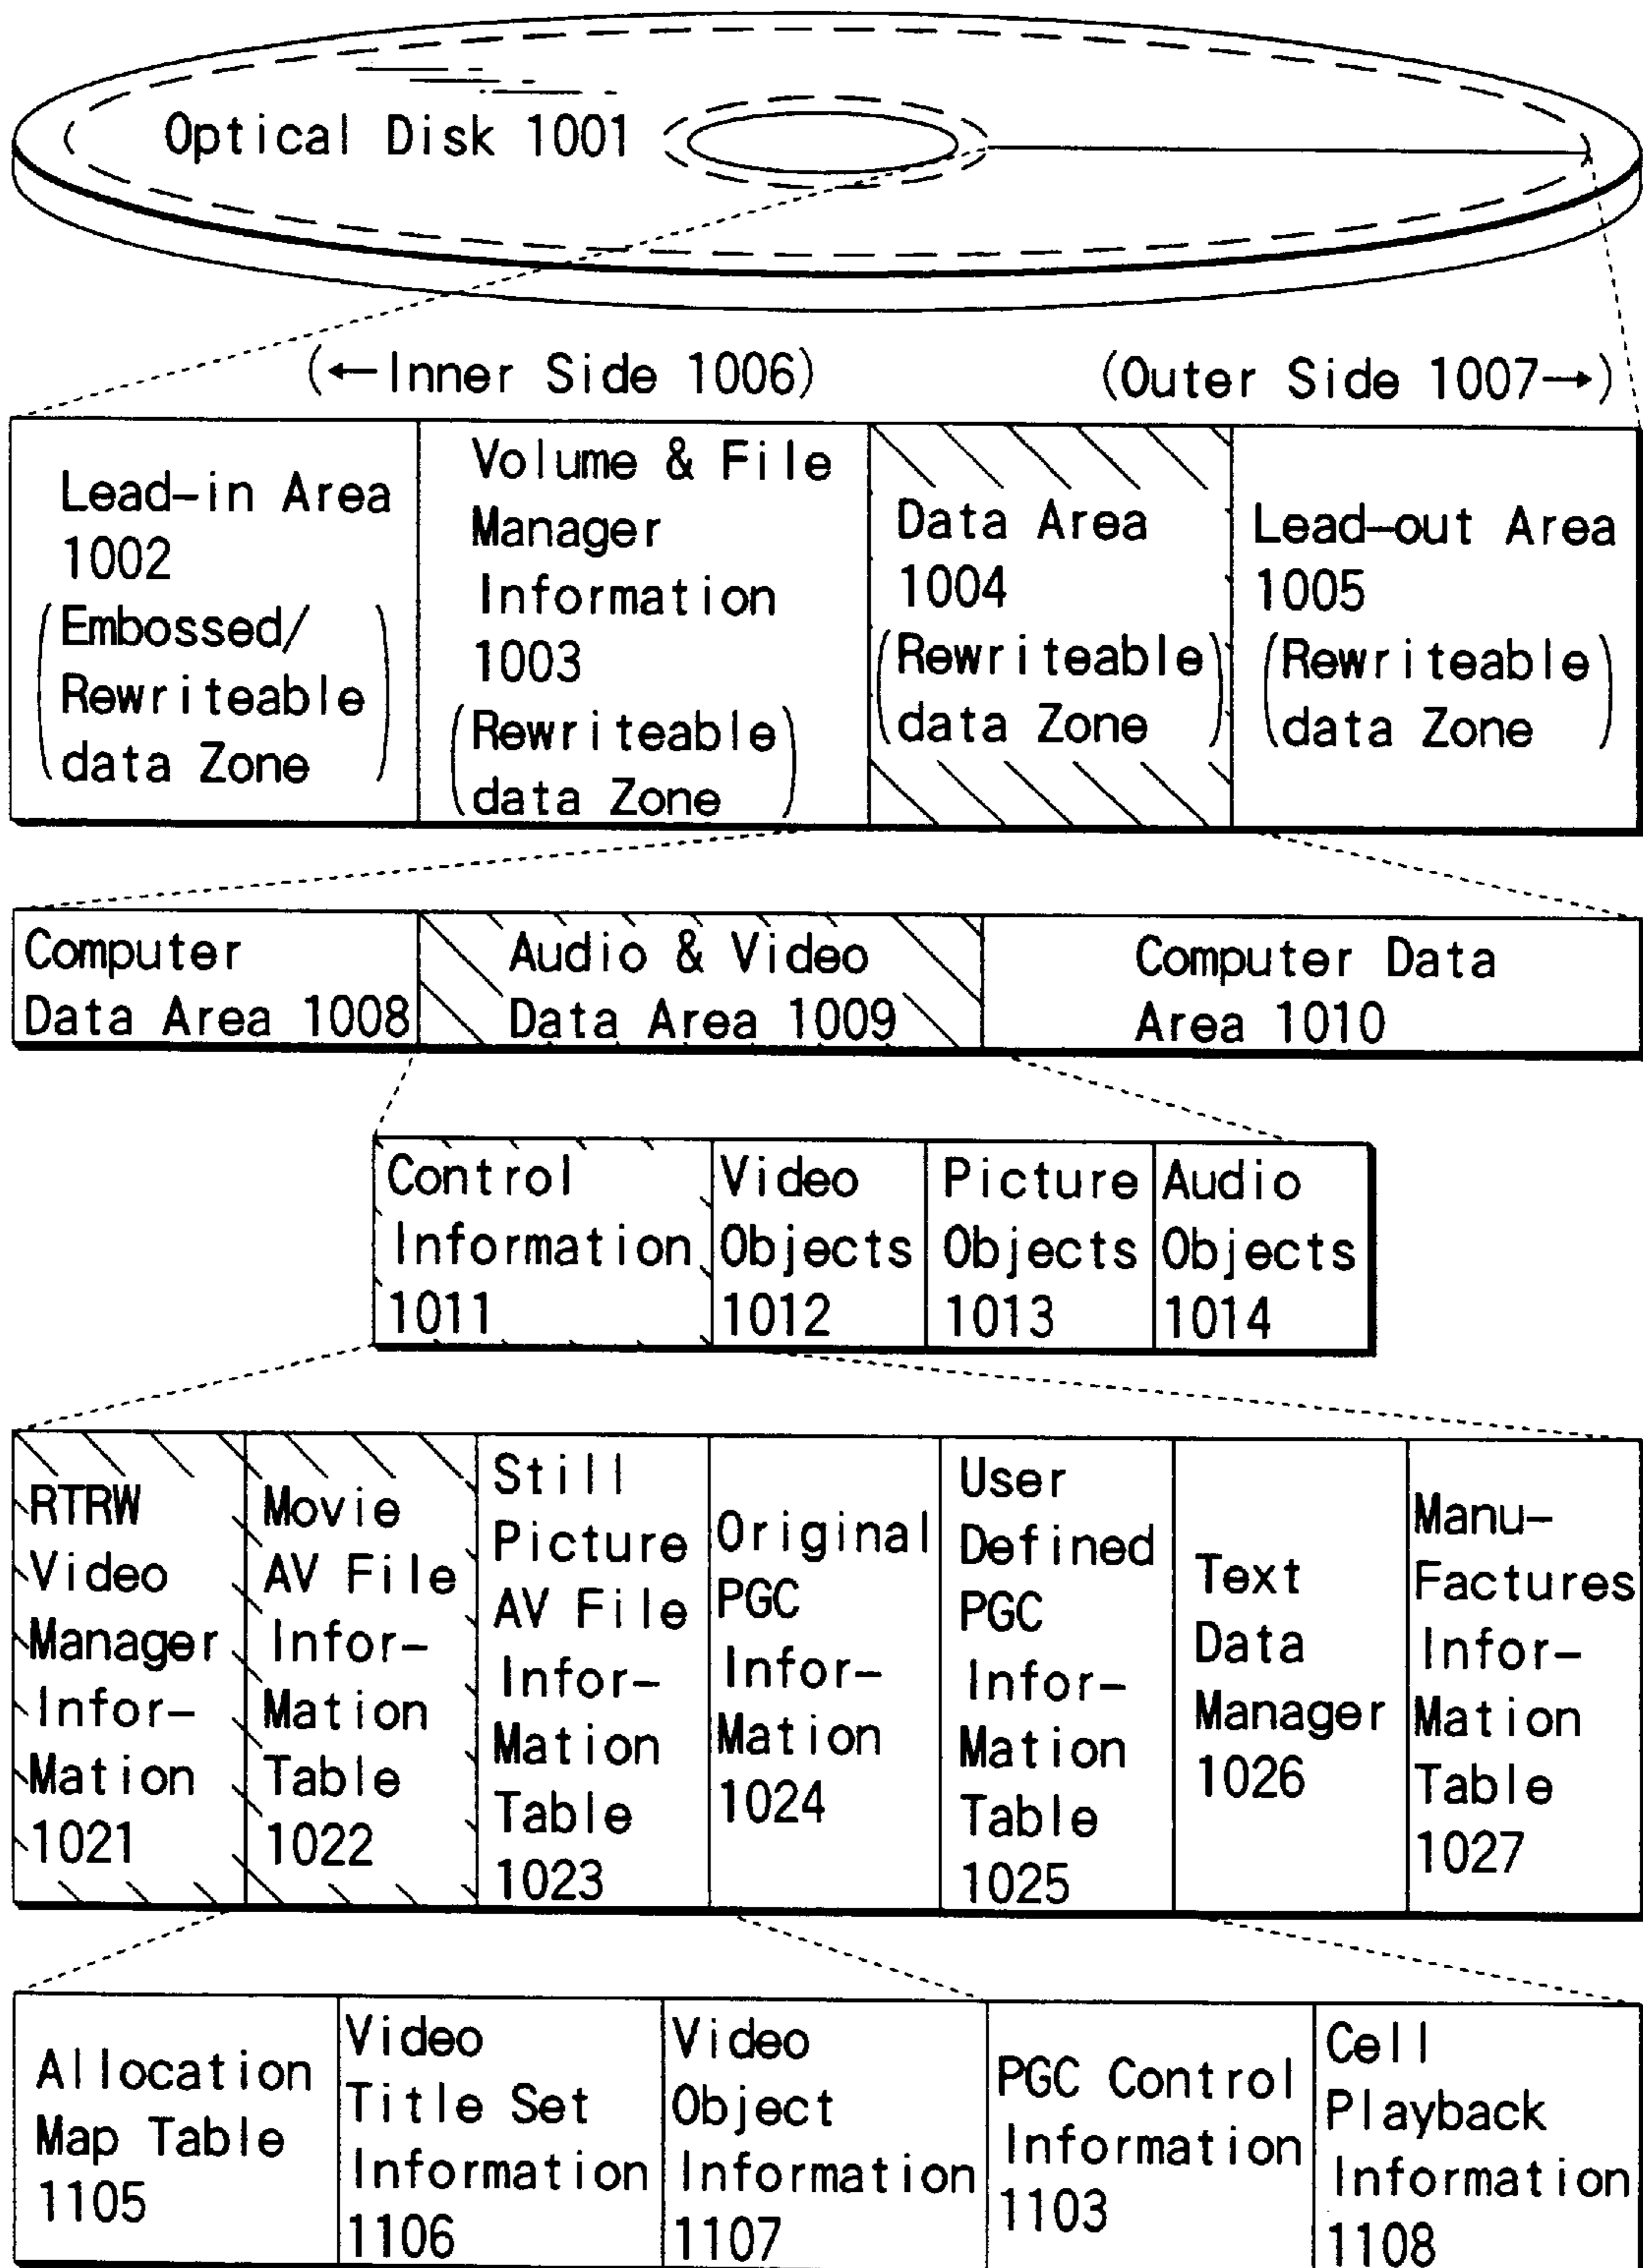 Optical Disk 1001
(←Inner Side 1006)
(Outer Side 1007→)
Lead-in Area
1002
(Embossed/
Rewriteable
data Zone)
Volume & File
Manager
Information
1003
(Rewriteable
data Zone)
Data Area
1004
(Rewriteable
data Zone)
Lead-out Area
1005
(Rewriteable
data Zone)
Computer
Data Area 1008
Audio & Video
Data Area 1009
Computer Data
Area 1010
Control
Information
1011
Video
Objects
1012
Picture
Objects
1013
Audio
Objects
1014
RTRW
Video
Manager
Infor-
Mation
1021
Movie
AV File
Infor-
Mation
Table
1022
Still
Picture
AV File
Infor-
Mation
Table
1023
Original
PGC
Infor-
Mation
1024
User
Defined
PGC
Infor-
Mation
Table
1025
Text
Data
Manager
1026
Manu-
Factures
Infor-
Mation
Table
1027
Allocation
Map Table
1105
Video
Title Set
Information
1106
Video
Object
Information
1107
PGC Control
Information
1103
Cell
Playback
Information
1108